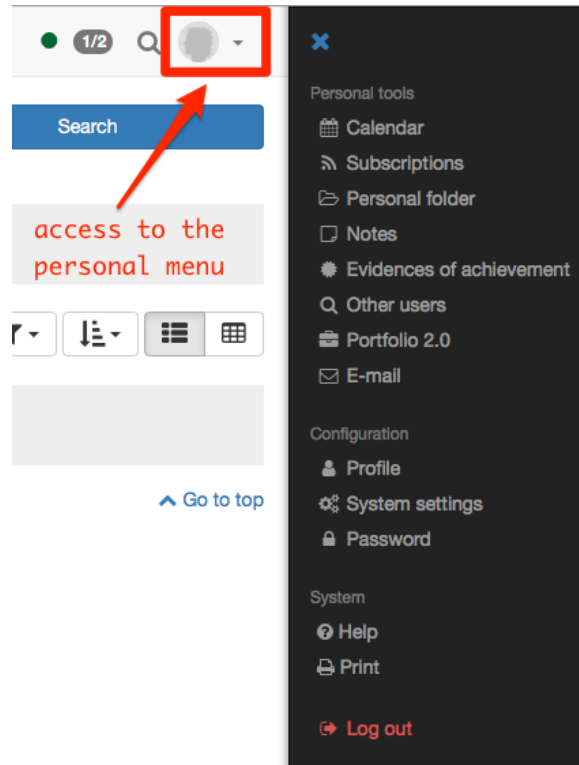 1/2
Search
access to the
personal menu
Go to top
Personal tools
Calendar
Subscriptions
Personal folder
Notes
Evidences of achievement
Other users
Portfolio 2.0
E-mail
Configuration
Profile
System settings
Password
System
Help
Print
Log out